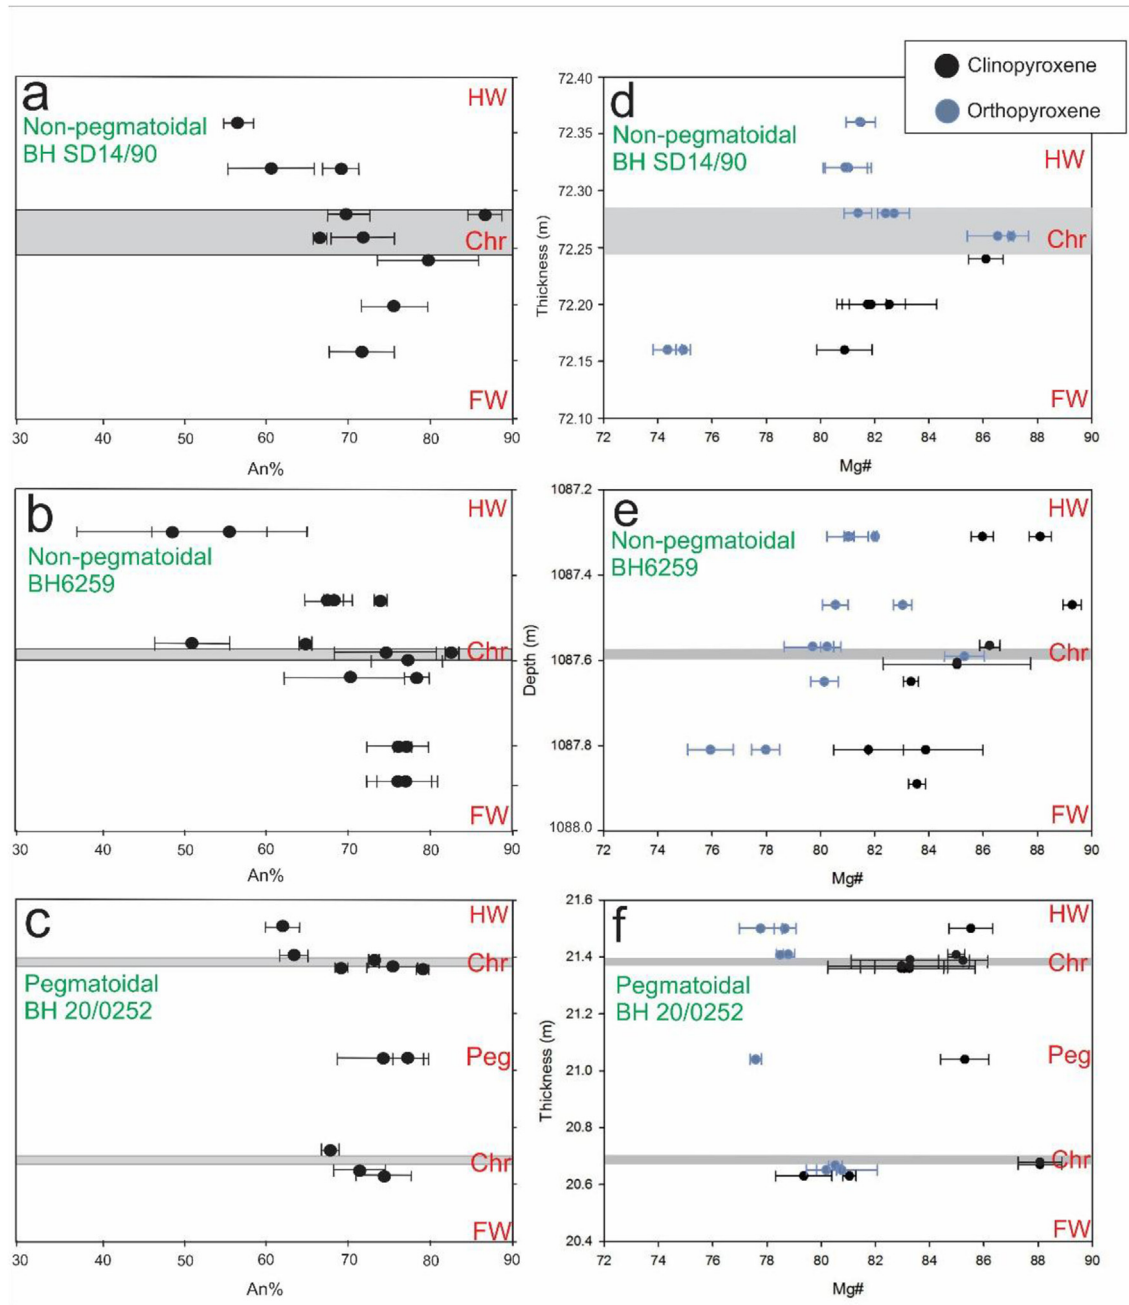 Clinopyroxene
Orthopyroxene
a
HW
Non-pegmatoidal
BH SD14/90
Chr
FW
30 40 50 60 70 80 90
An%
d
72.40
72.35
72.30
72.25
72.20
72.15
72.10
Thickness (m)
Non-pegmatoidal
BH SD14/90
HW
Chr
FW
72 74 76 78 80 82 84 86 88 90
Mg#
b
HW
Non-pegmatoidal
BH6259
Chr
FW
30 40 50 60 70 80 90
An%
e
1087.2
1087.4
1087.6
1087.8
1088.0
Depth (m)
HW
Non-pegmatoidal
BH6259
Chr
FW
72 74 76 78 80 82 84 86 88 90
Mg#
c
HW
Chr
Pegmatoidal
BH 20/0252
Peg
Chr
FW
30 40 50 60 70 80 90
An%
f
21.6
21.4
21.2
21.0
20.8
20.6
20.4
Thickness (m)
HW
Chr
Pegmatoidal
BH 20/0252
Peg
Chr
FW
72 74 76 78 80 82 84 86 88 90
Mg#